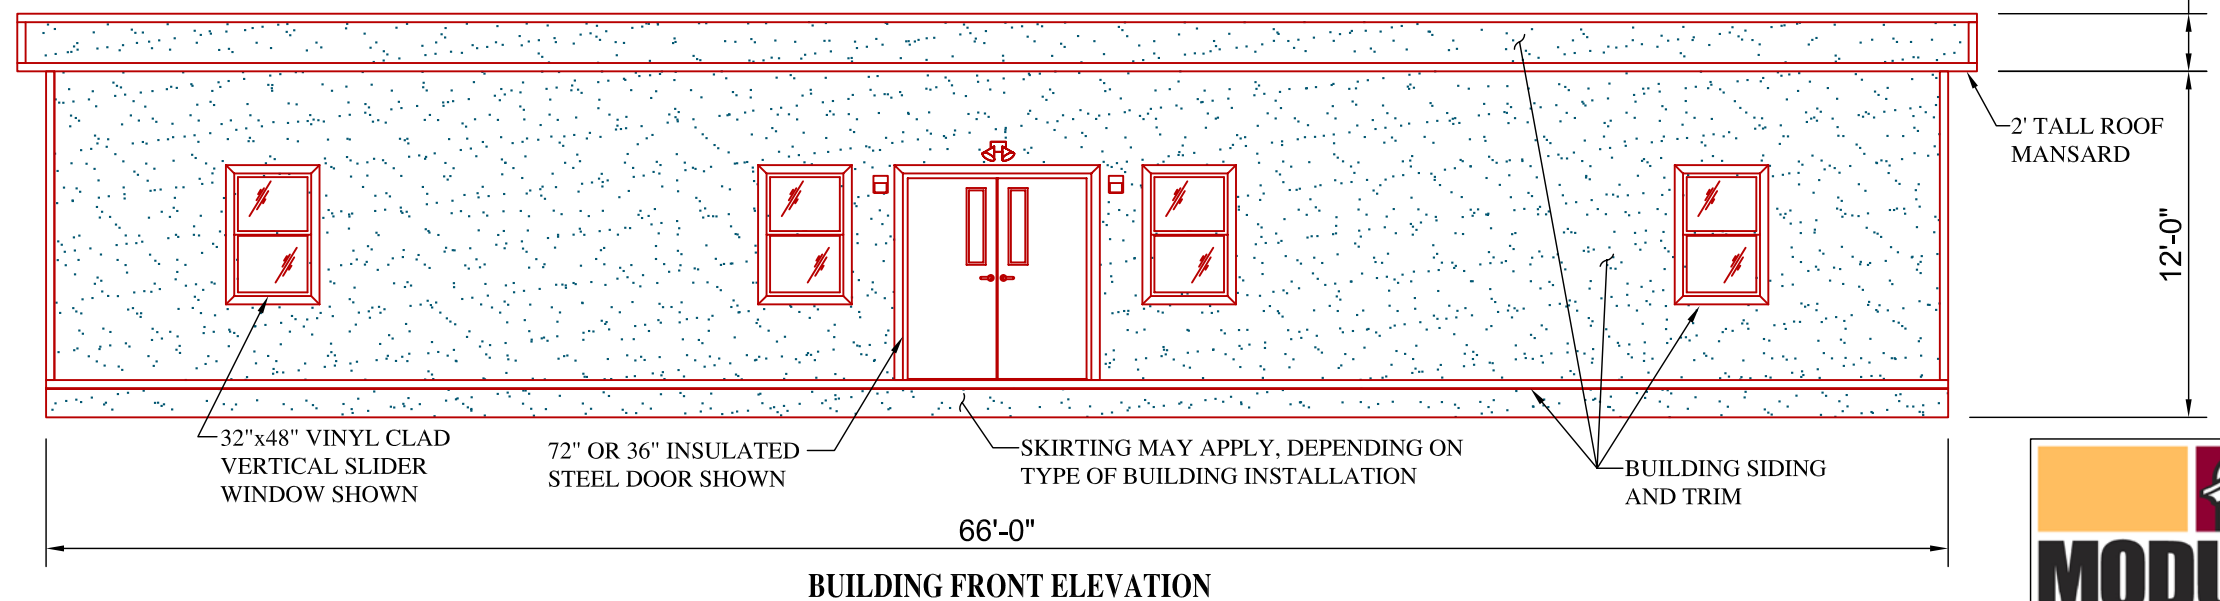 2' TALL ROOF
MANSARD
12'-0"
32"x48" VINYL CLAD
VERTICAL SLIDER
WINDOW SHOWN
72" OR 36" INSULATED
STEEL DOOR SHOWN
SKIRTING MAY APPLY, DEPENDING ON
TYPE OF BUILDING INSTALLATION
BUILDING SIDING
AND TRIM
66'-0"
BUILDING FRONT ELEVATION